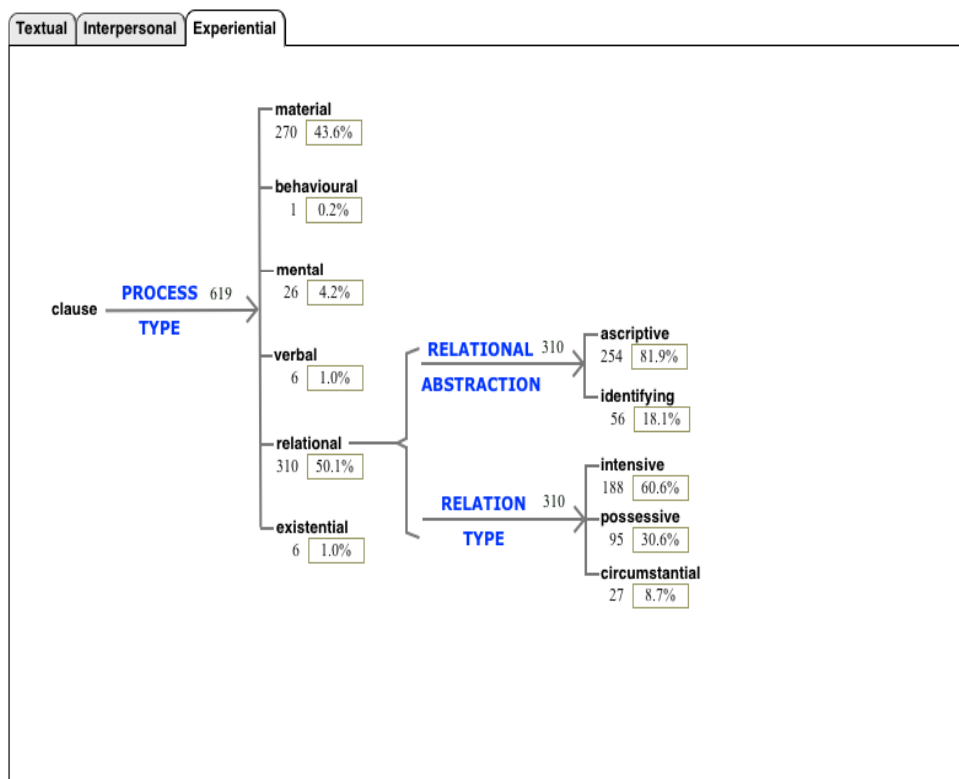 Textual Interpersonal Experiential
material
270 43.6%
behavioural
1 0.2%
mental
26 4.2%
clause
PROCESS 619
TYPE
verbal
6 1.0%
relational
310 50.1%
existential
6 1.0%
RELATIONAL 310
ABSTRACTION
ascriptive
254 81.9%
identifying
56 18.1%
RELATION 310
TYPE
intensive
188 60.6%
possessive
95 30.6%
circumstantial
27 8.7%